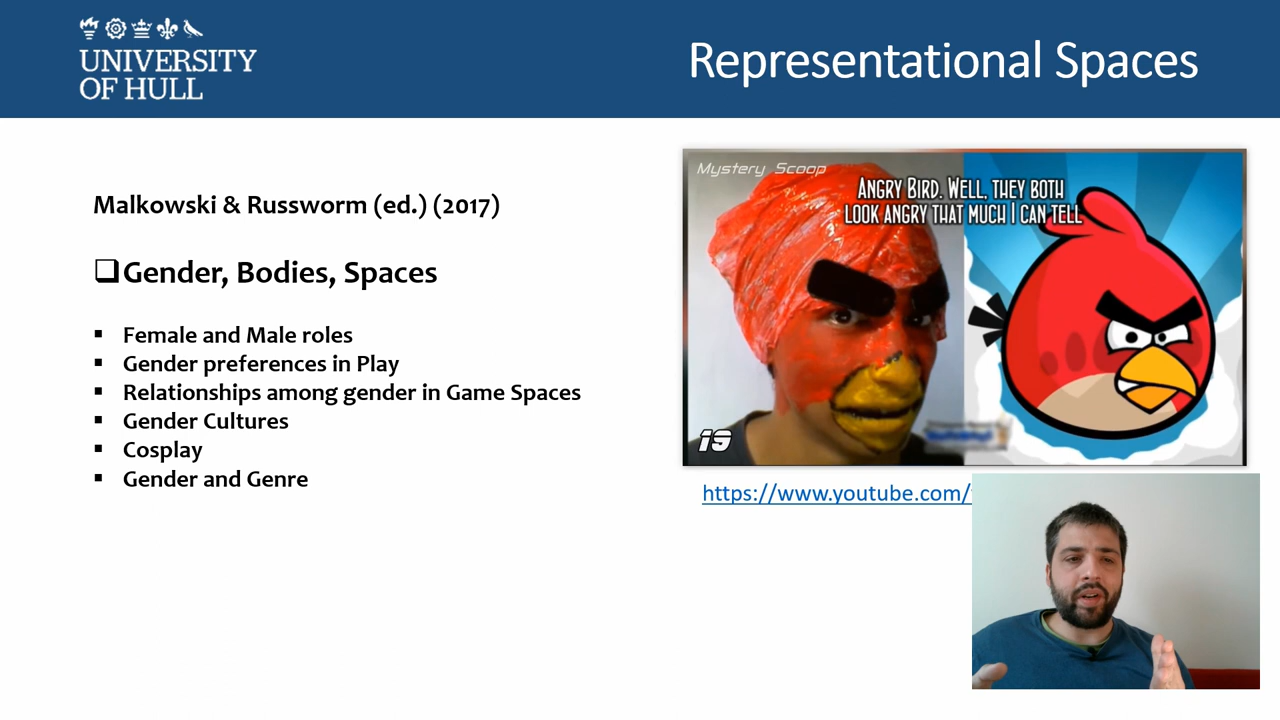 UNIVERSITY
OF HULL
Representational Spaces
Malkowski & Russworm (ed.) (2017)
Gender, Bodies, Spaces
Female and Male roles
Gender preferences in Play
Relationships among gender in Game Spaces
Gender Cultures
Cosplay
Gender and Genre
Mystery Scoop
ANGRY BIRD. WELL, THEY BOTH
LOOK ANGRY THAT MUCH I CAN TELL
19
https://www.youtube.com/